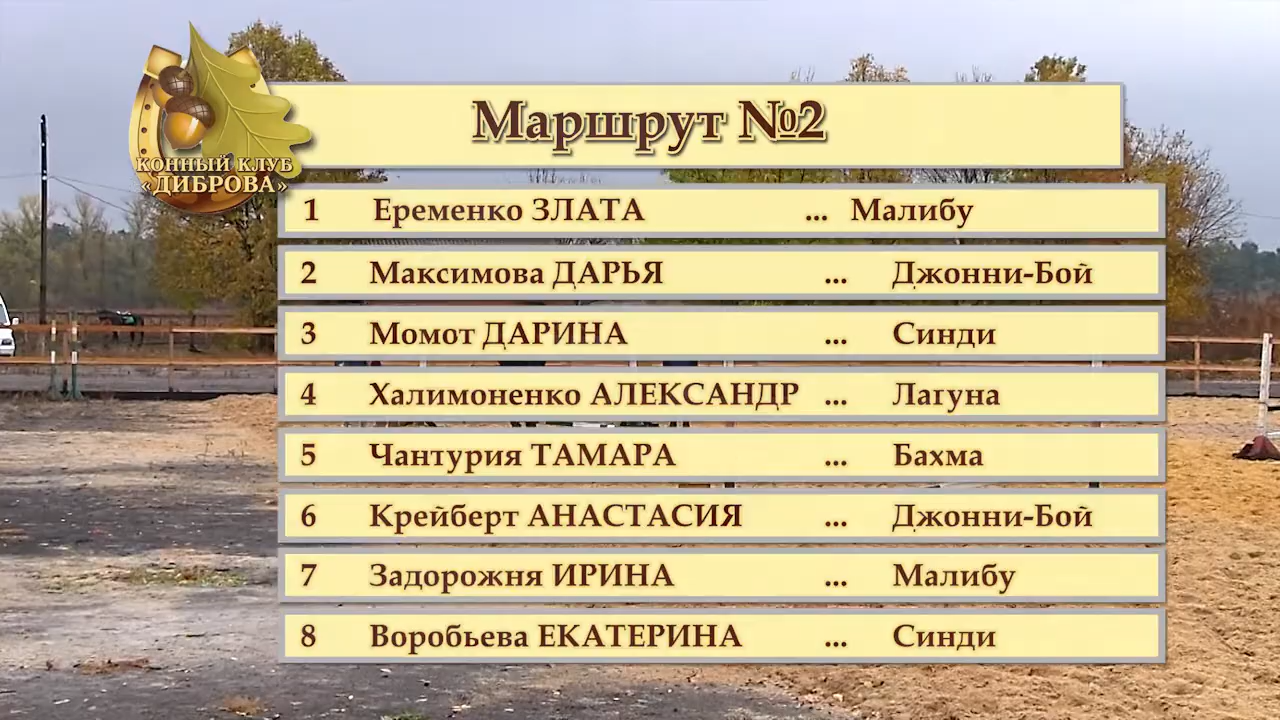 КОННЫЙ КЛУБ
«ДИБРОВА»
Маршрут №2
1 Еременко ЗЛАТА ... Малибу
2 Максимова ДАРЬЯ ... Джонни-Бой
3 Момот ДАРИНА ... Синди
4 Халимоненко АЛЕКСАНДР ... Лагуна
5 Чантурия ТАМАРА ... Бахма
6 Крейберт АНАСТАСИЯ ... Джонни-Бой
7 Задорожня ИРИНА ... Малибу
8 Воробьева ЕКАТЕРИНА ... Синди